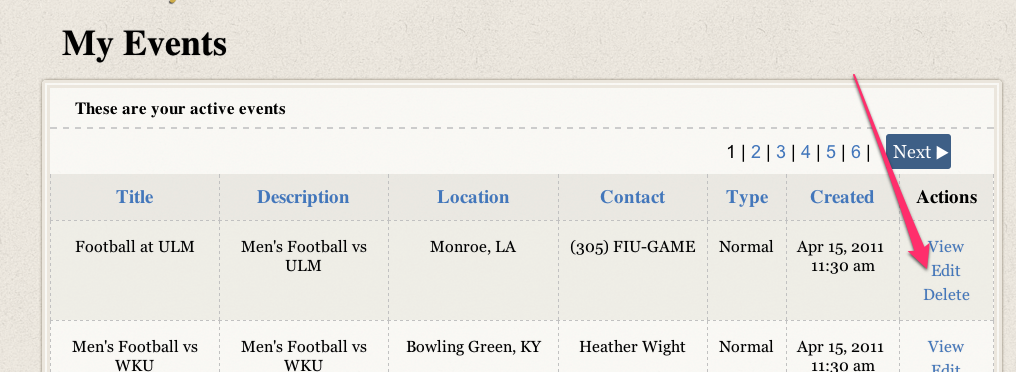 My Events
These are your active events
1 | 2 | 3 | 4 | 5 | 6 | Next ▶
Title Description Location Contact Type Created Actions
Football at ULM Men's Football vs ULM Monroe, LA (305) FIU-GAME Normal Apr 15, 2011 11:30 am View
Edit
Delete
Men's Football vs WKU Men's Football vs WKU Bowling Green, KY Heather Wight Normal Apr 15, 2011 11:30 am View
Edit